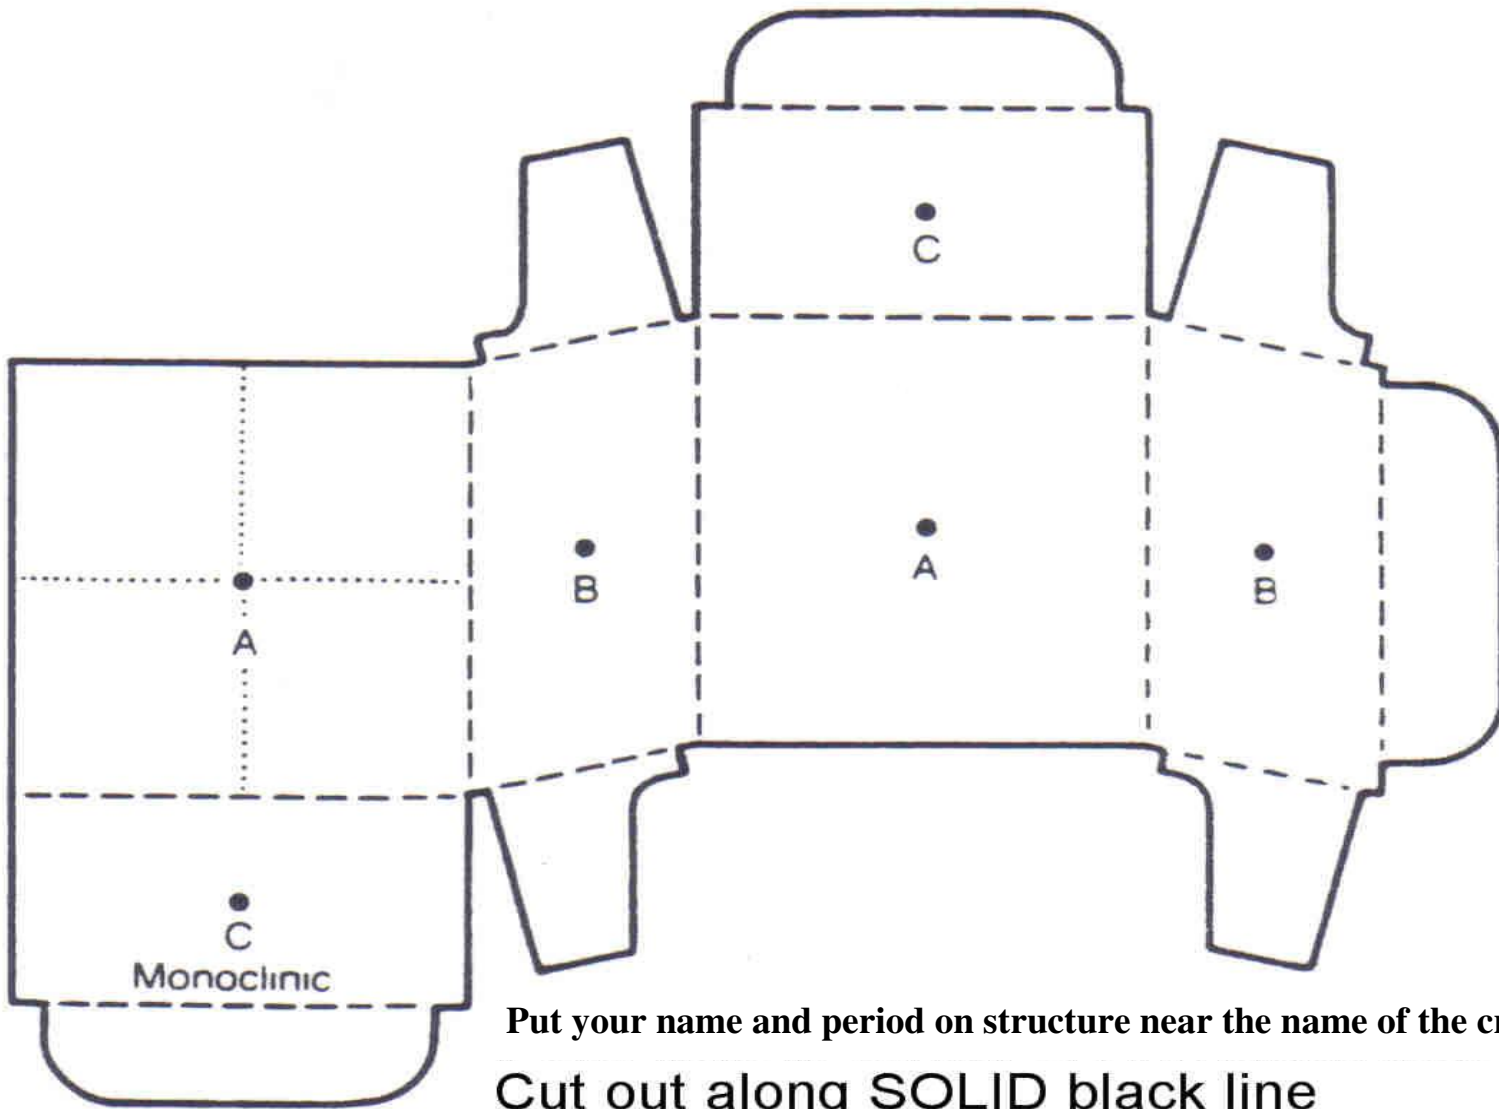 C
A
B
A
B
C
Monoclinic
Put your name and period on structure near the name of the
Cut out along SOLID black line